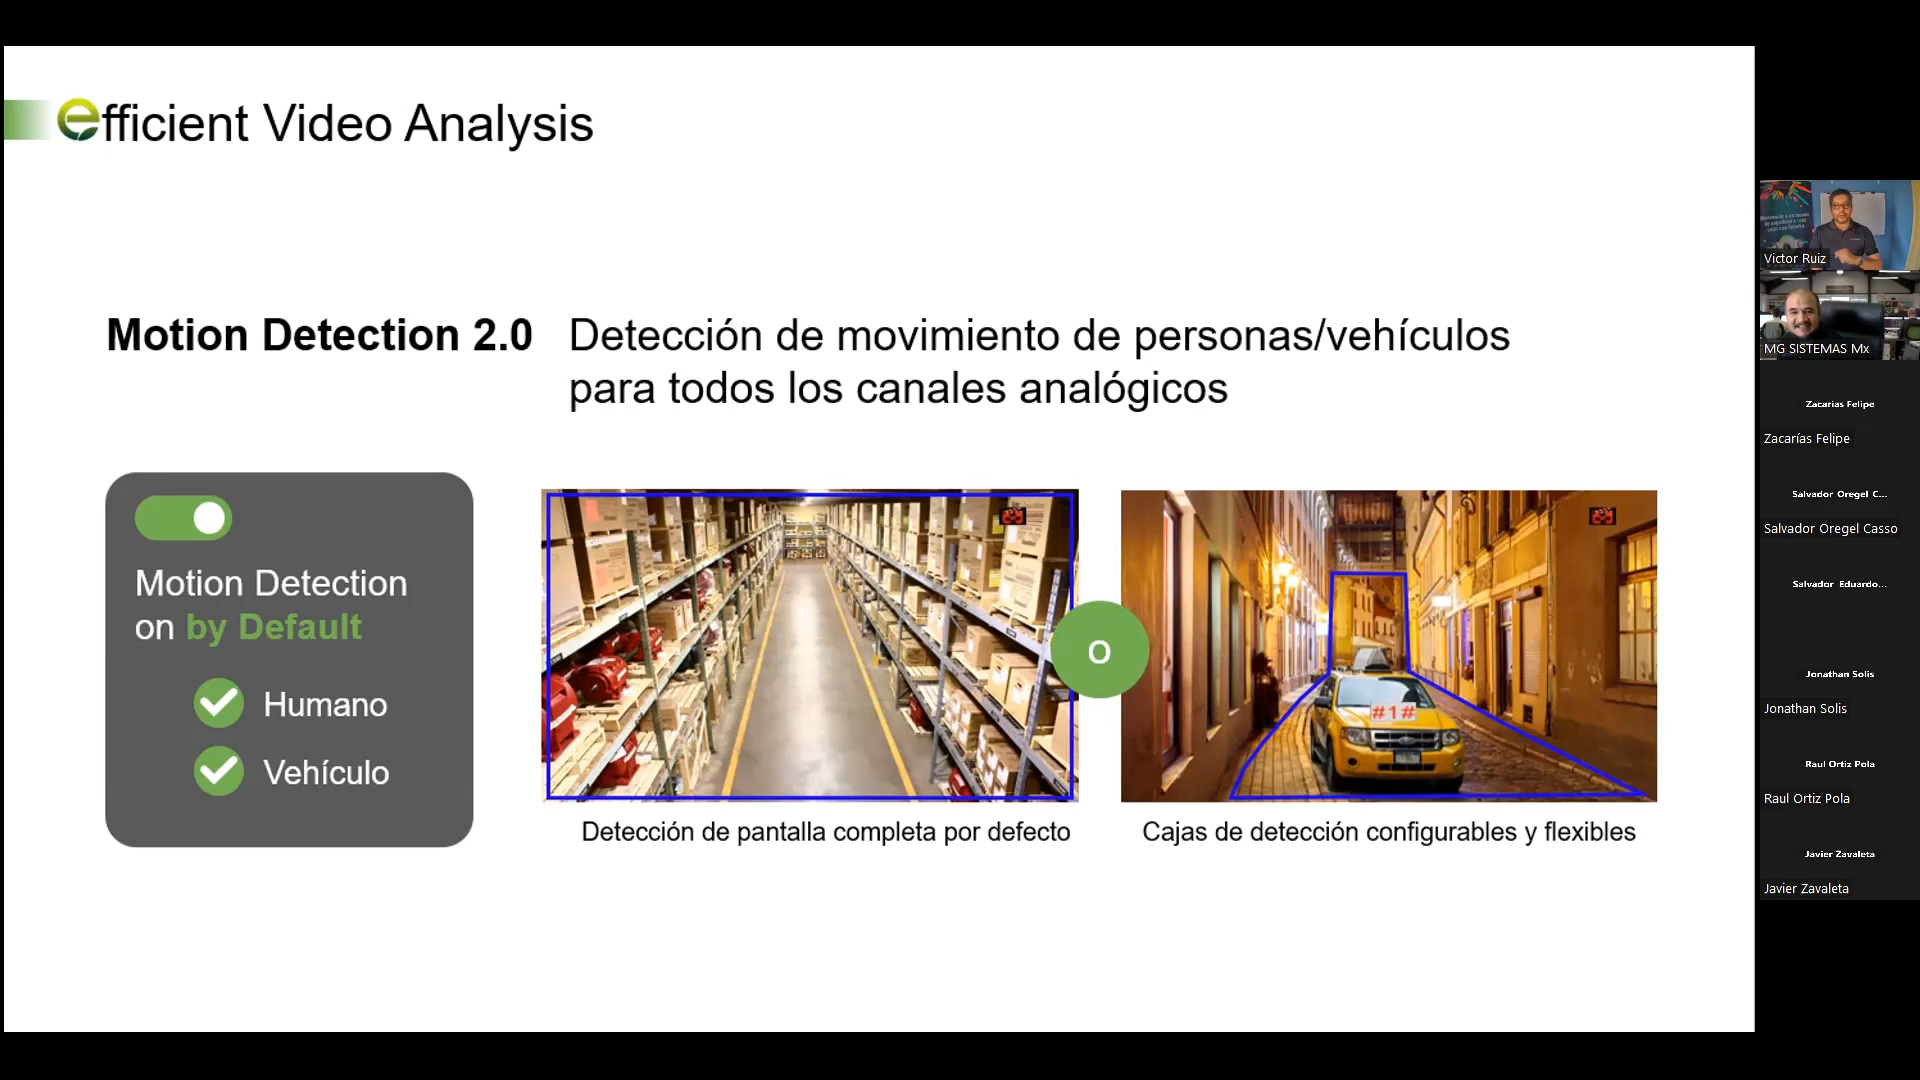 efficient Video Analysis
Motion Detection 2.0
Detección de movimiento de personas/vehículos
para todos los canales analógicos
Motion Detection
on by Default
Humano
Vehículo
o
#1#
Detección de pantalla completa por defecto
Cajas de detección configurables y flexibles
Victor Ruiz
MG SISTEMAS Mx
Zacarias Felipe
Zacarías Felipe
Salvador Oregel C...
Salvador Oregel Casso
Salvador Eduardo...
Jonathan Solis
Jonathan Solis
Raul Ortiz Pola
Raul Ortiz Pola
Javier Zavaleta
Javier Zavaleta